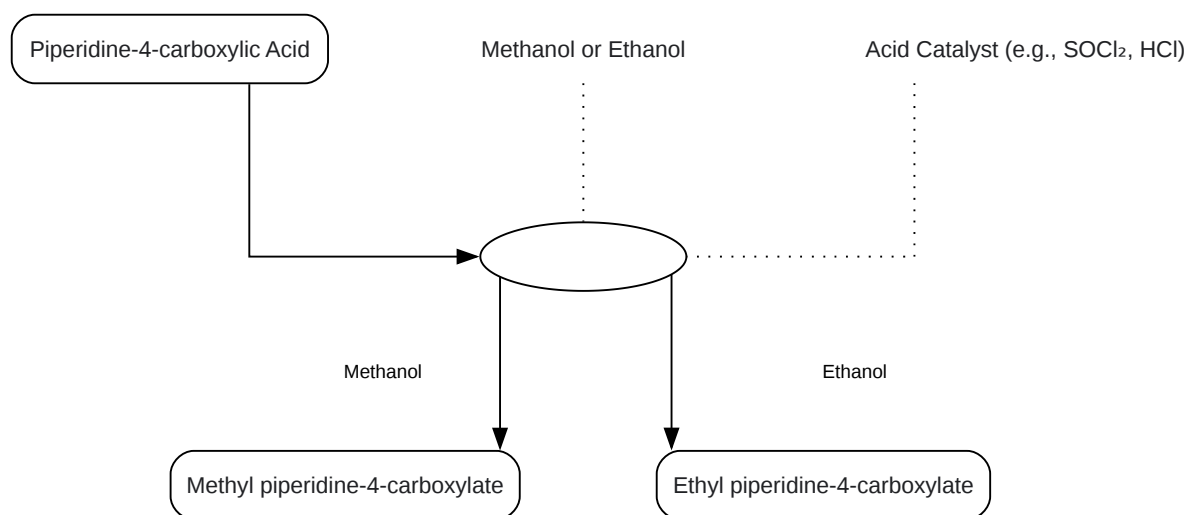 Piperidine-4-carboxylic Acid
Methanol or Ethanol
Acid Catalyst (e.g., SOCl₂, HCl)
Methanol
Ethanol
Methyl piperidine-4-carboxylate
Ethyl piperidine-4-carboxylate